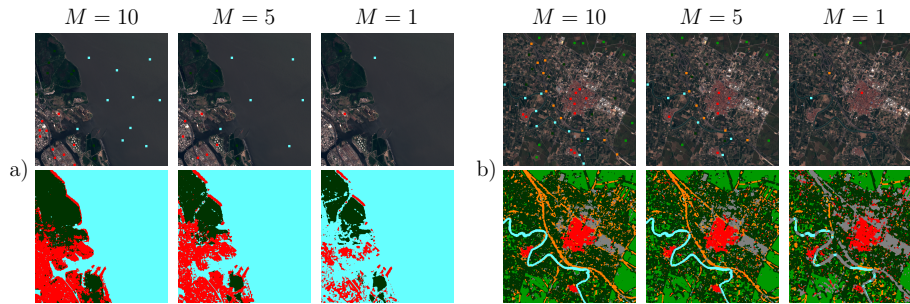 M = 10 M = 5 M = 1 M = 10 M = 5 M = 1
a) b)